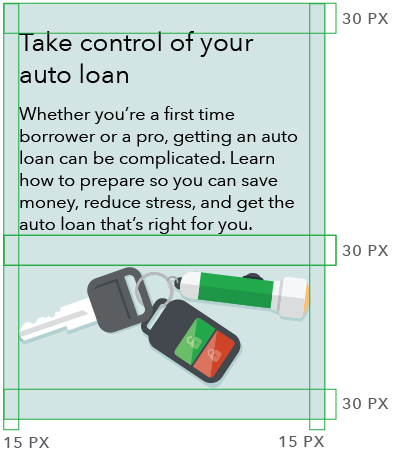 30 PX
Take control of your
auto loan
Whether you’re a first time
borrower or a pro, getting an auto
loan can be complicated. Learn
how to prepare so you can save
money, reduce stress, and get the
auto loan that’s right for you.
30 PX
30 PX
15 PX
15 PX